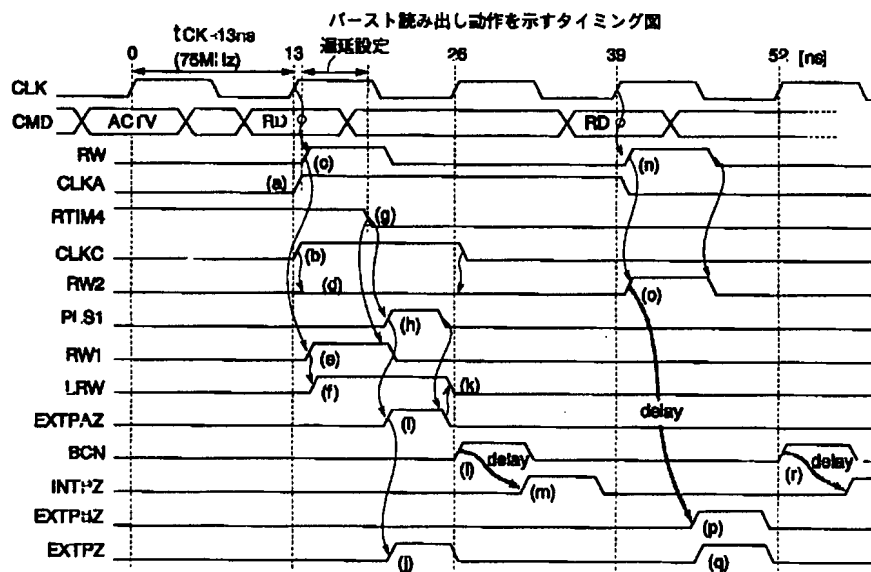 バースト読み出し動作を示すタイミング図
tCK=13ns
(75MHz)
遅延設定
0 13 26 39 52 [ns]
CLK
CMD ACTV RD RD
RW (c) (n)
CLKA (a)
RTIM4 (g)
CLKC (b)
RW2 (d) (o)
PLS1 (h)
RW1 (e)
LRW (f) (k)
EXTPAZ (i)
delay
BCN (l) delay (r) delay
INTPZ (m)
EXTPBZ (p)
EXTPZ (j) (q)